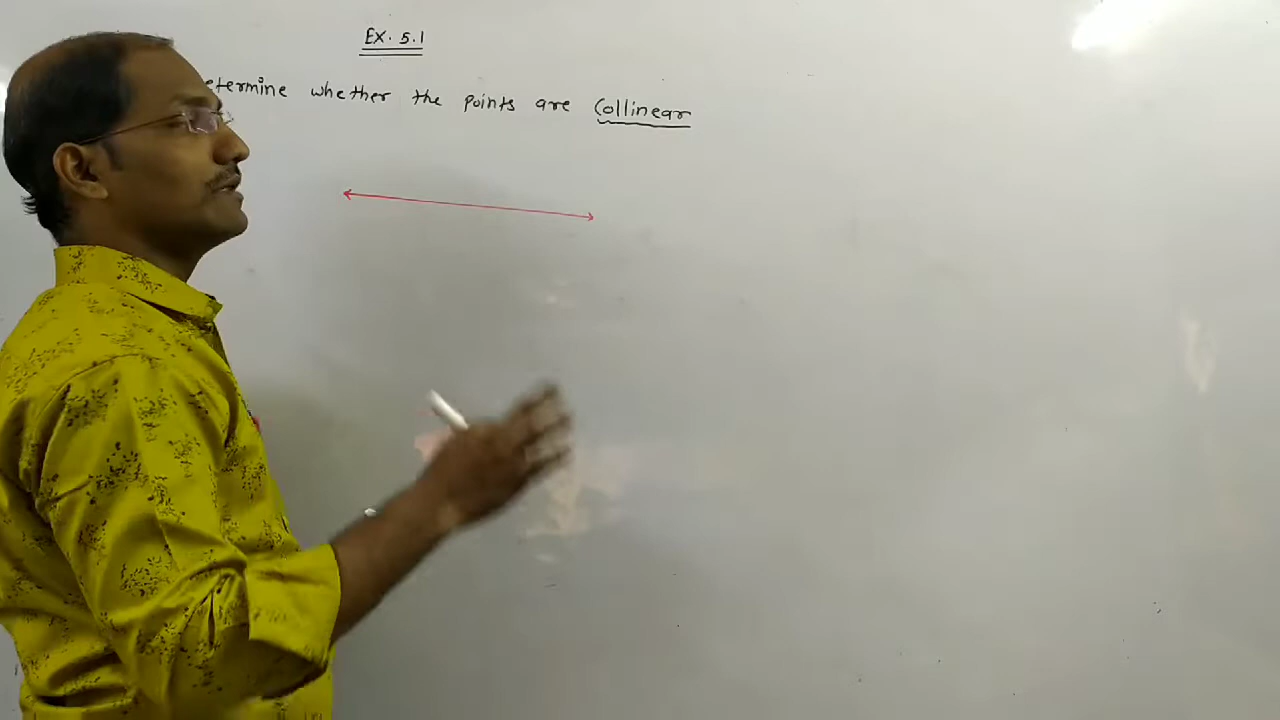 Ex. 5.1
etermine whether the points are Collinear